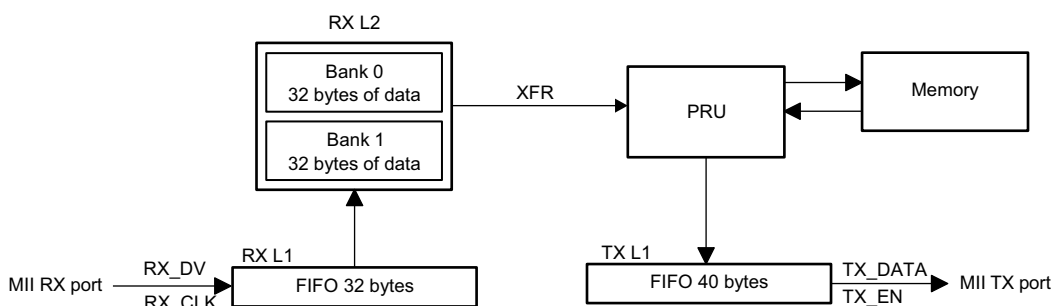 RX L2
Bank 0
32 bytes of data
XFR
PRU
Memory
Bank 1
32 bytes of data
RX L1
TX L1
MII RX port
RX_DV
RX_CLK
FIFO 32 bytes
FIFO 40 bytes
TX_DATA
TX_EN
MII TX port